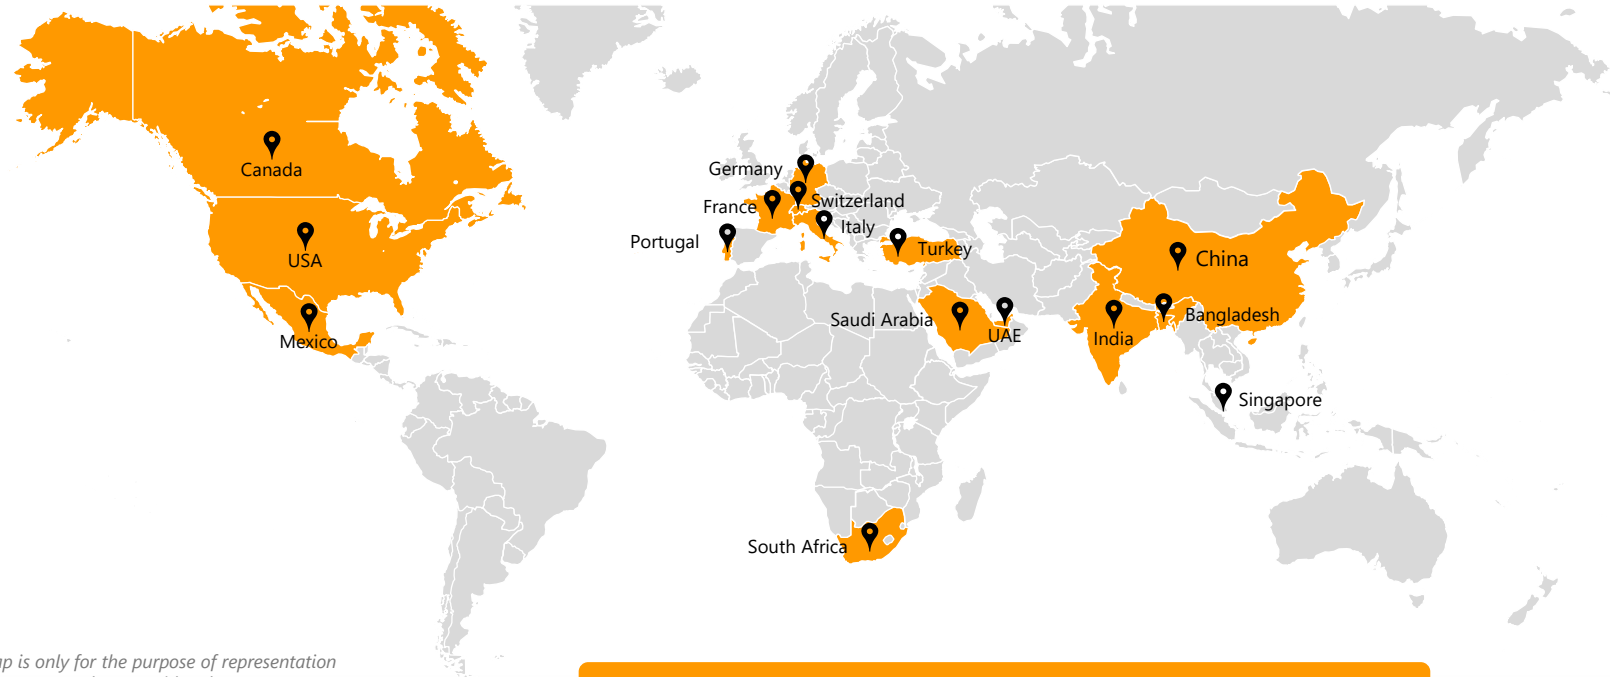 Canada
USA
Mexico
Germany
Switzerland
France
Italy
Portugal
Turkey
China
Saudi Arabia
UAE
Bangladesh
India
Singapore
South Africa
is only for the purpose of representation